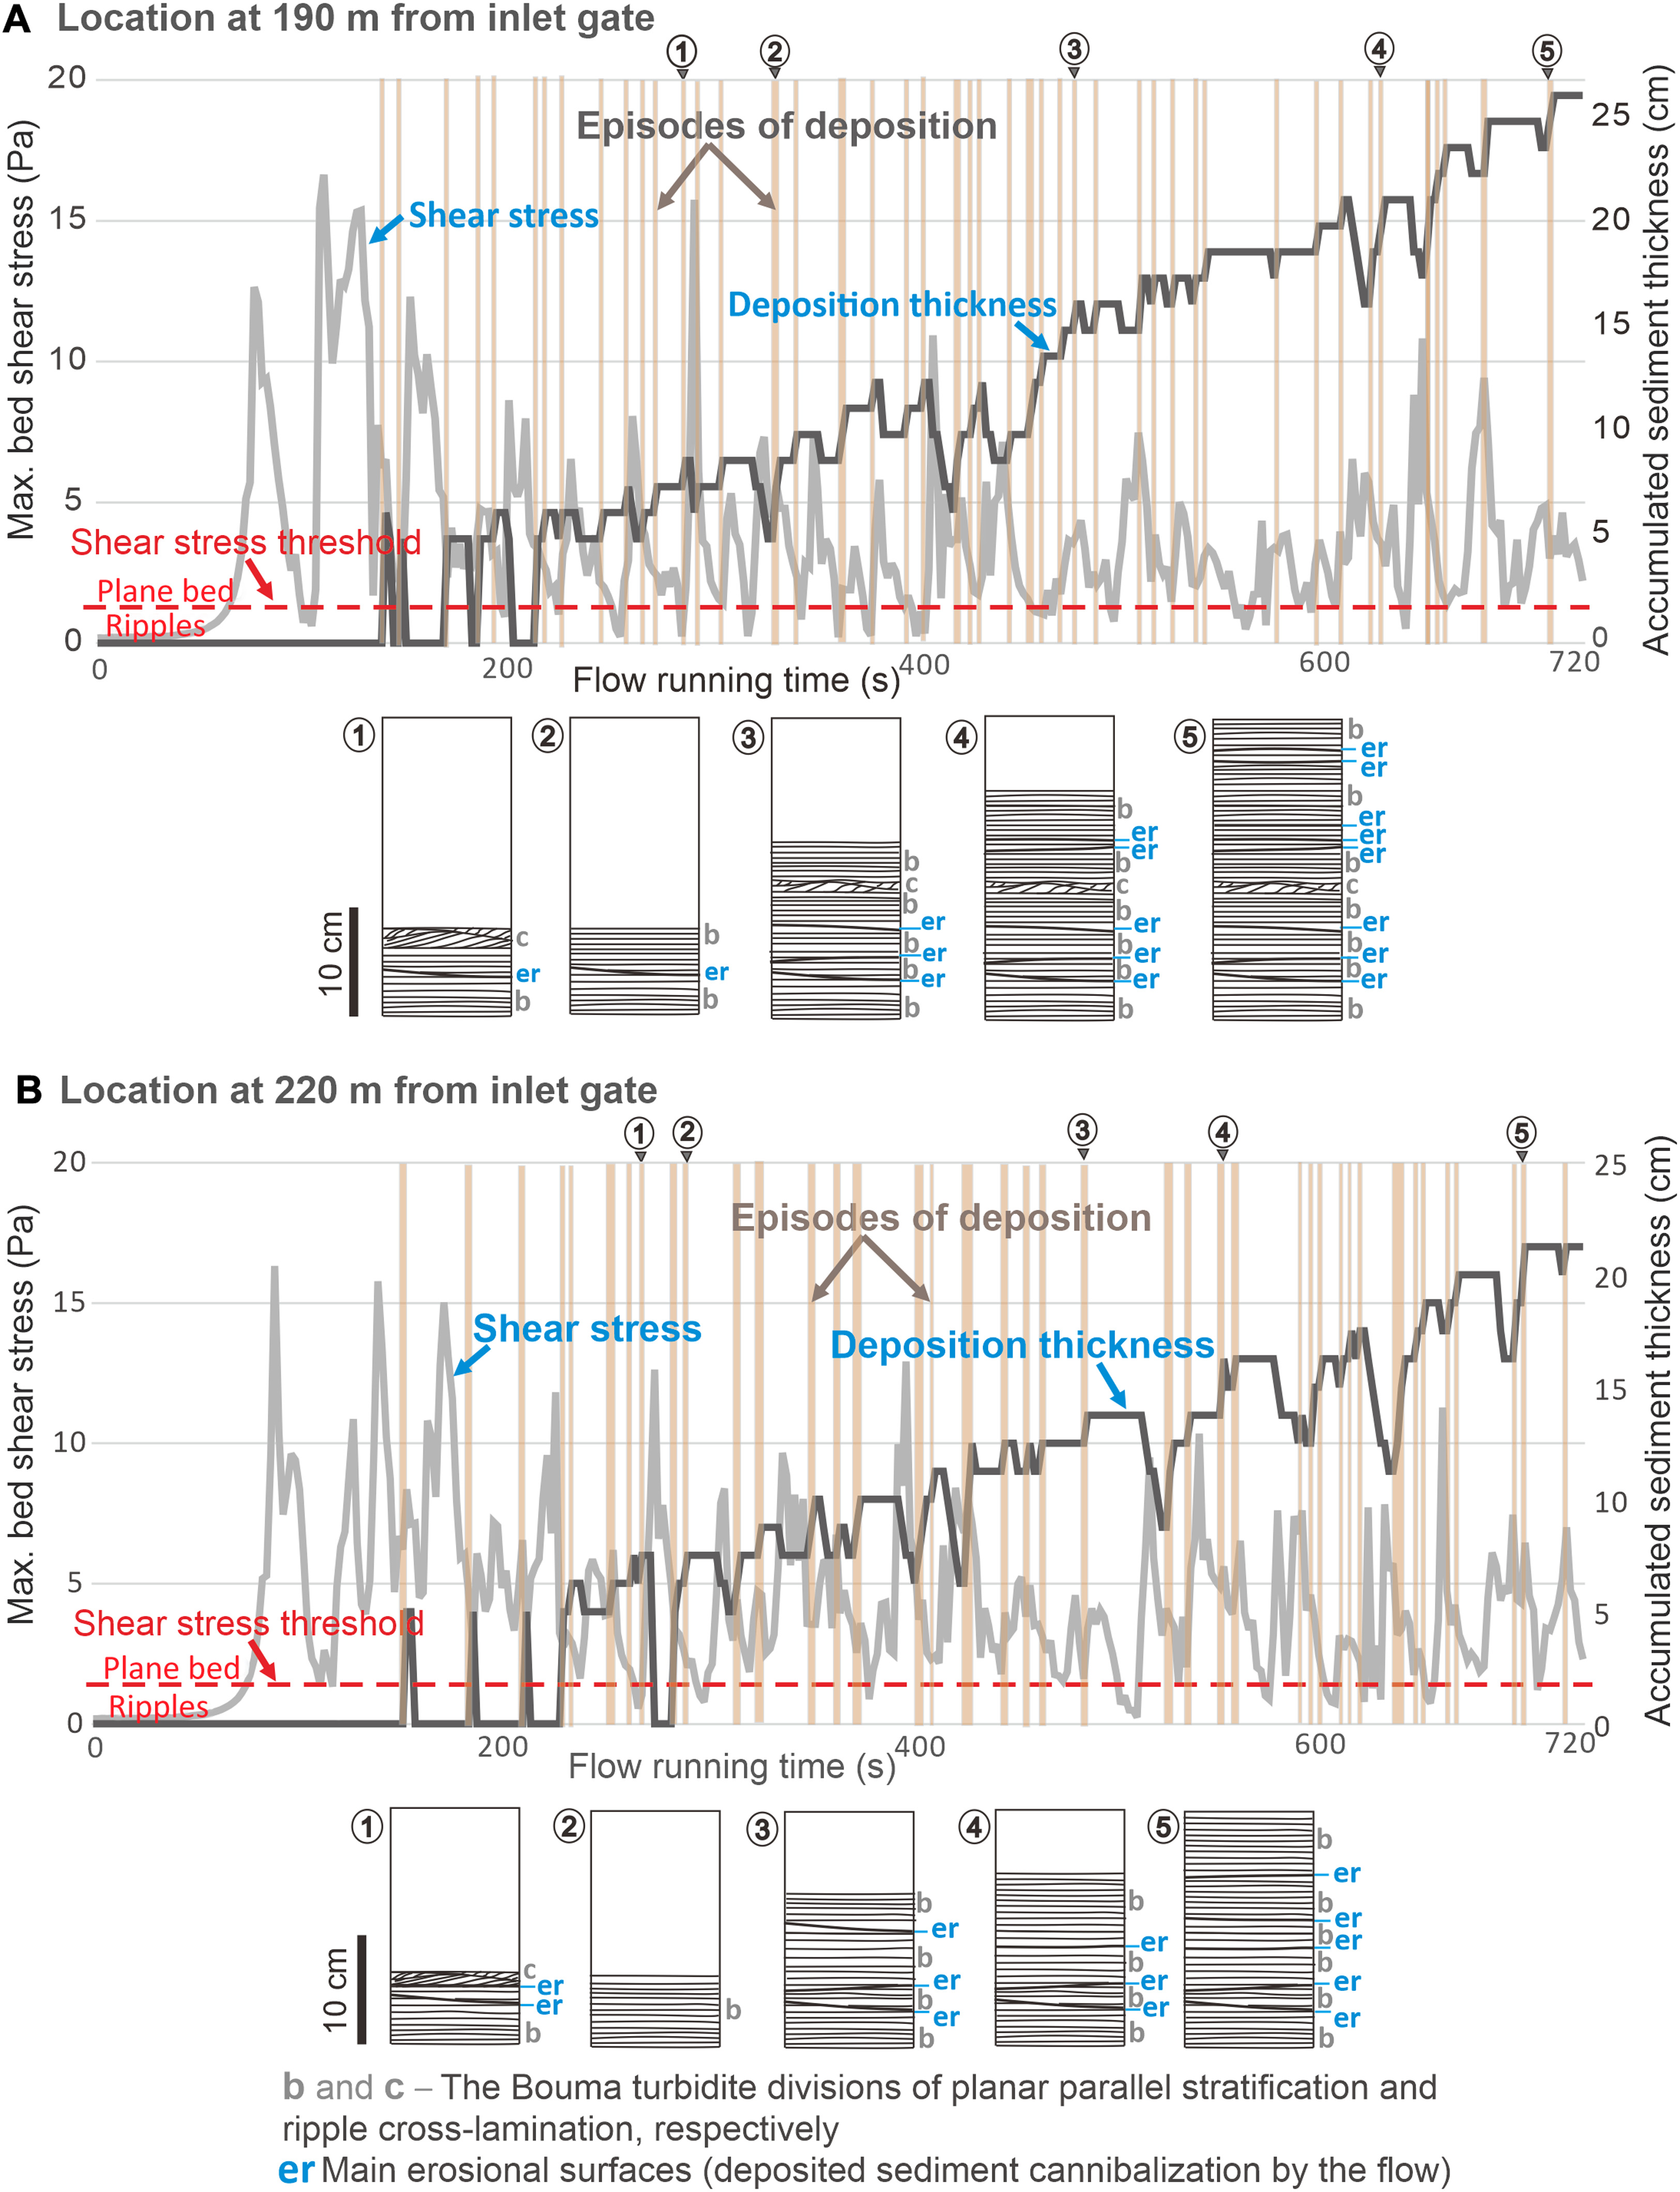 A Location at 190 m from inlet gate
1 2 3 4 5
20
15
10
5
0
Max. bed shear stress (Pa)
25
20
15
10
5
0
Accumulated sediment thickness (cm)
Episodes of deposition
Shear stress
Deposition thickness
Shear stress threshold
Plane bed
Ripples
0 200 400 600 720
Flow running time (s)
10 cm
1
c
er
b
2
b
er
b
3
b
c
b
er
b
er
b
er
b
4
b
er
er
b
c
b
er
b
er
b
er
b
5
b
er
er
b
er
er
er
b
c
b
er
b
er
b
er
b
B Location at 220 m from inlet gate
1 2 3 4 5
20
15
10
5
0
Max. bed shear stress (Pa)
25
20
15
10
5
0
Accumulated sediment thickness (cm)
Episodes of deposition
Shear stress
Deposition thickness
Shear stress threshold
Plane bed
Ripples
0 200 400 600 720
Flow running time (s)
10 cm
1
c
er
er
b
2
b
3
b
er
b
er
b
er
b
4
b
er
b
er
b
er
b
5
b
er
b
er
b
er
b
er
b
er
b
b and c – The Bouma turbidite divisions of planar parallel stratification and
ripple cross-lamination, respectively
er Main erosional surfaces (deposited sediment cannibalization by the flow)